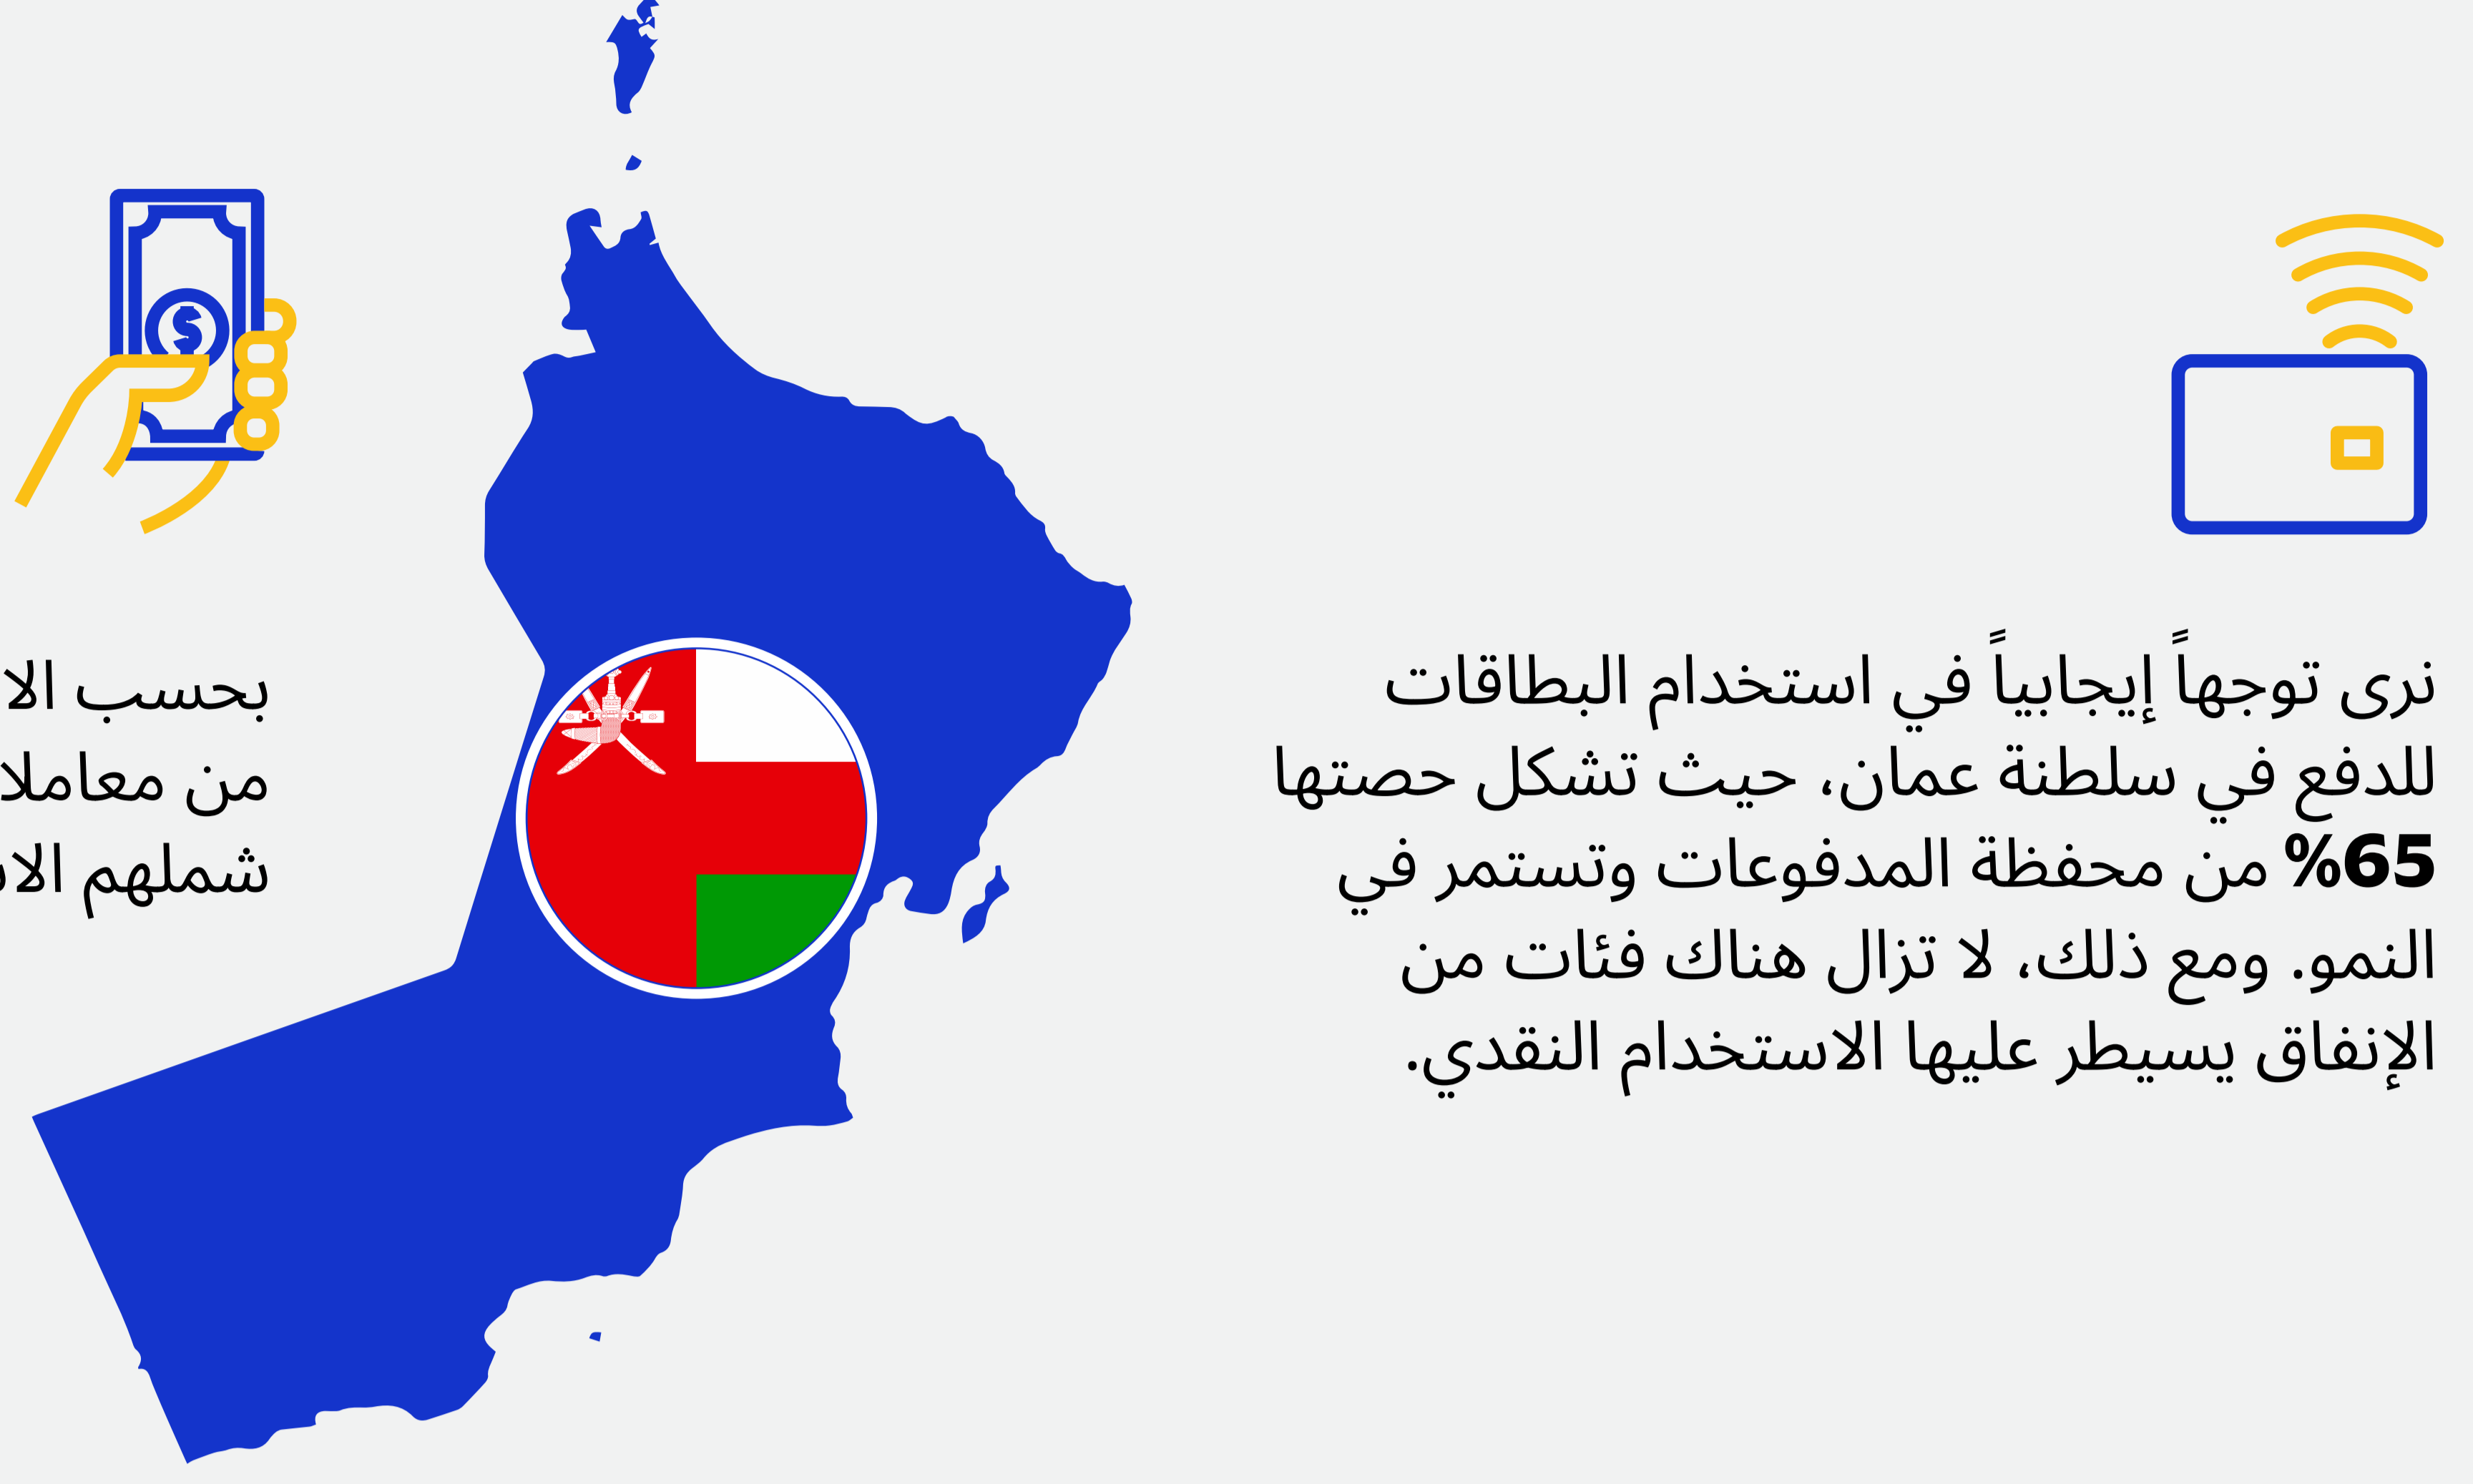 نرى توجهاً إيجابياً في استخدام البطاقات
للدفع في سلطنة عمان، حيث تشكل حصتها
65% من محفظة المدفوعات وتستمر في
النمو. ومع ذلك، لا تزال هناك فئات من
الإنفاق يسيطر عليها الاستخدام النقدي.
بحسب
من
شملهم